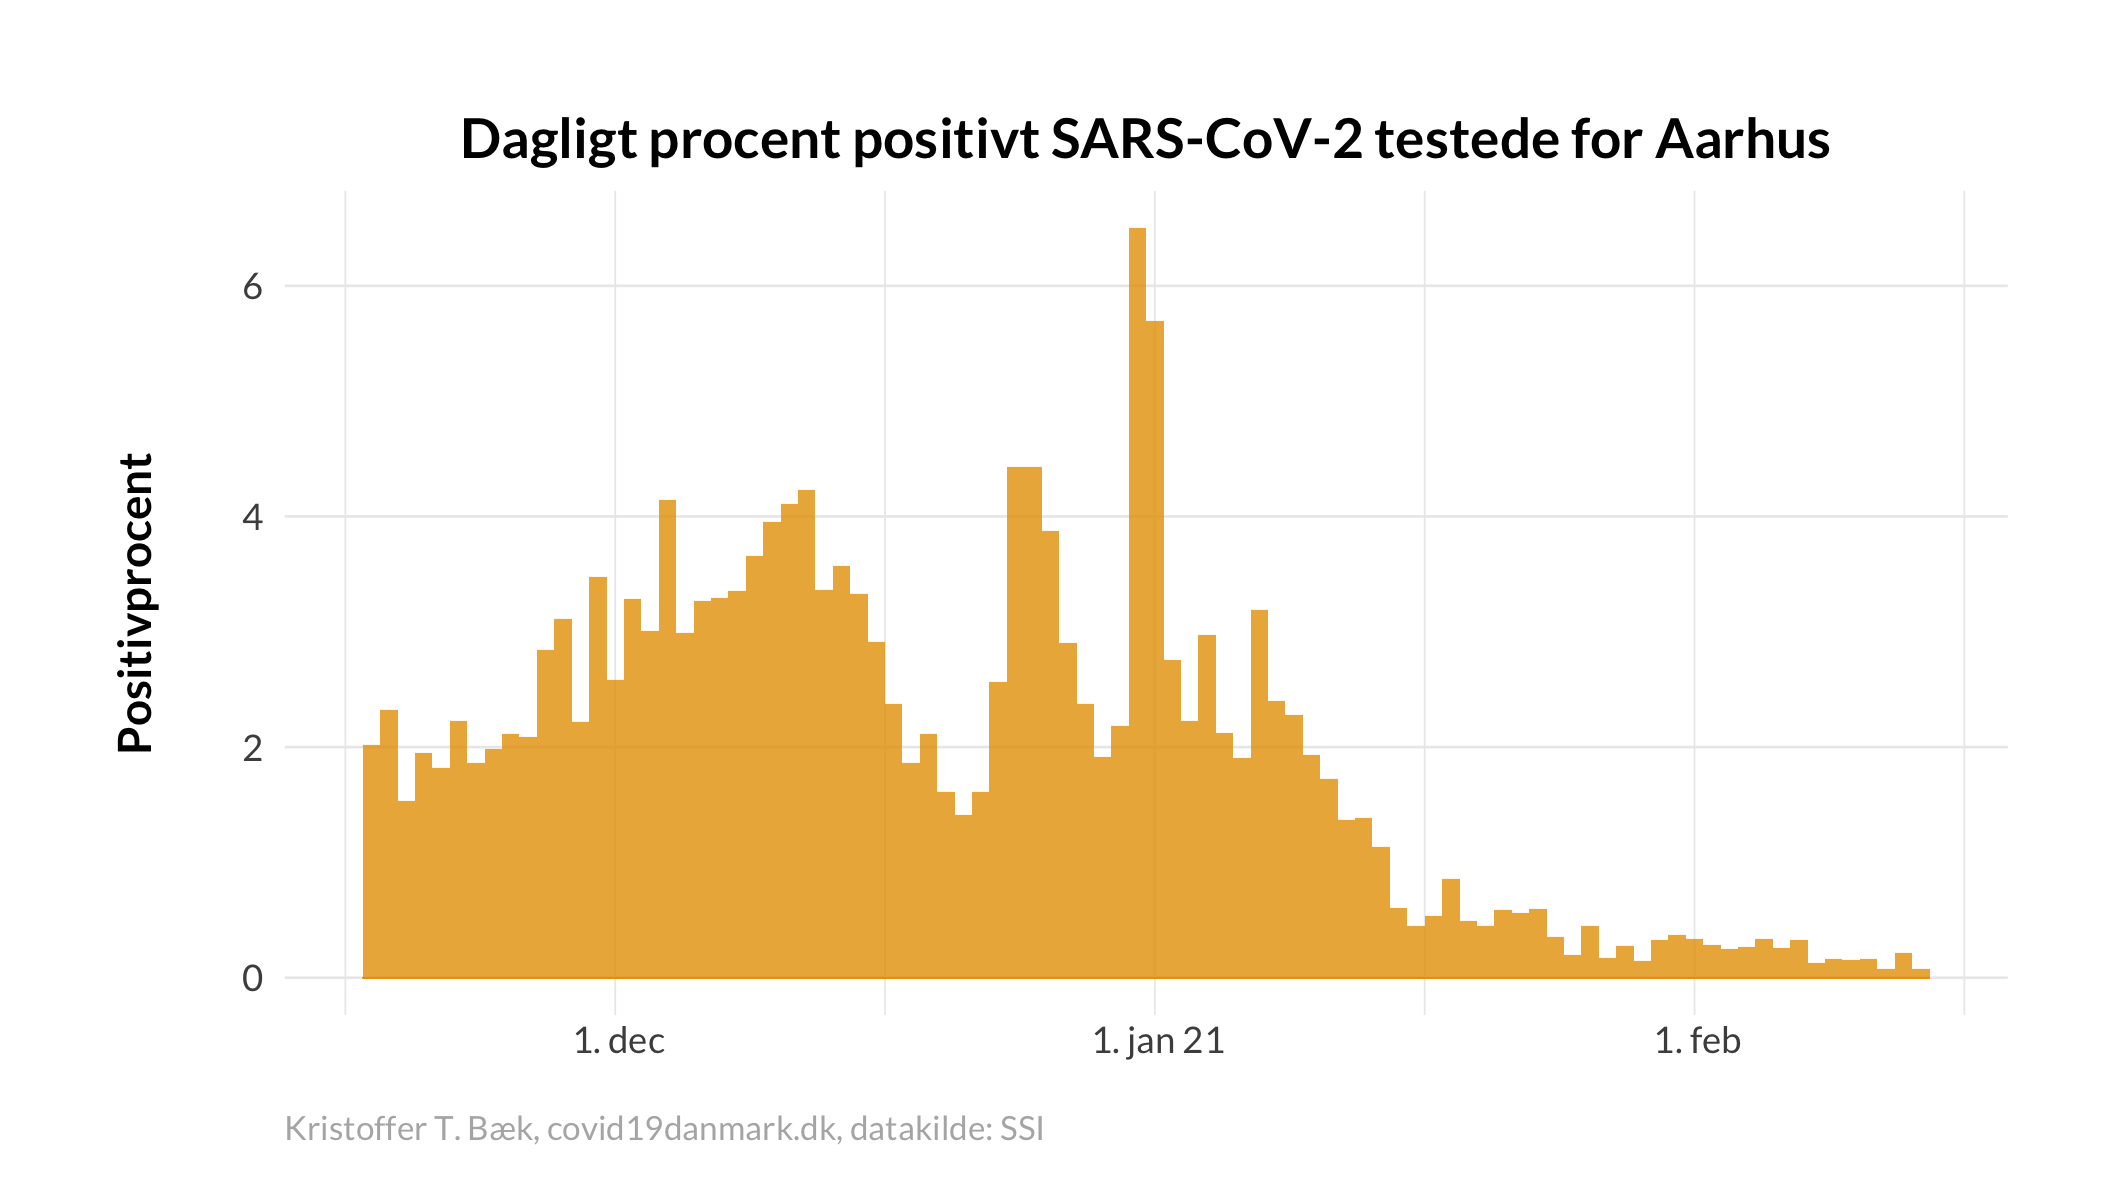 Dagligt procent positivt SARS-CoV-2 testede for Aarhus
Positivprocent
6
4
2
0
1. dec
1. jan 21
1. feb
Kristoffer T. Bæk, covid19danmark.dk, datakilde: SSI